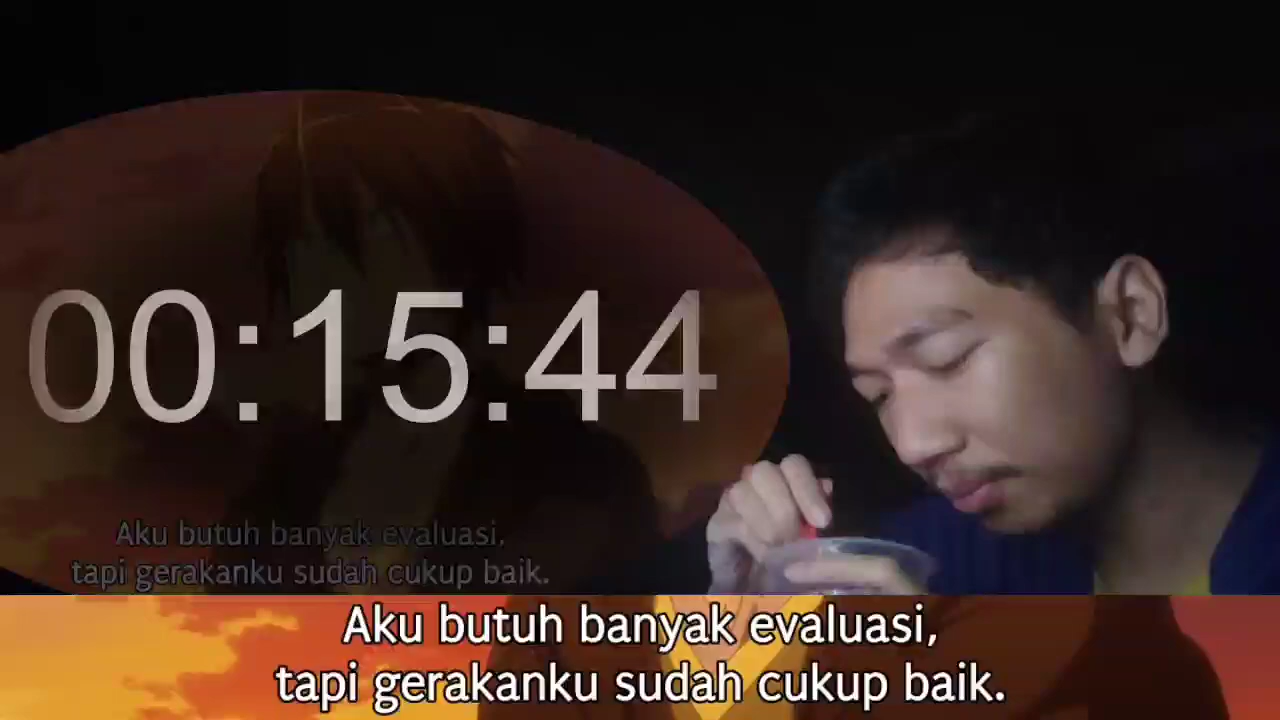 00:15:44
Aku butuh banyak evaluasi,
tapi gerakanku sudah cukup baik.
Aku butuh banyak evaluasi,
tapi gerakanku sudah cukup baik.